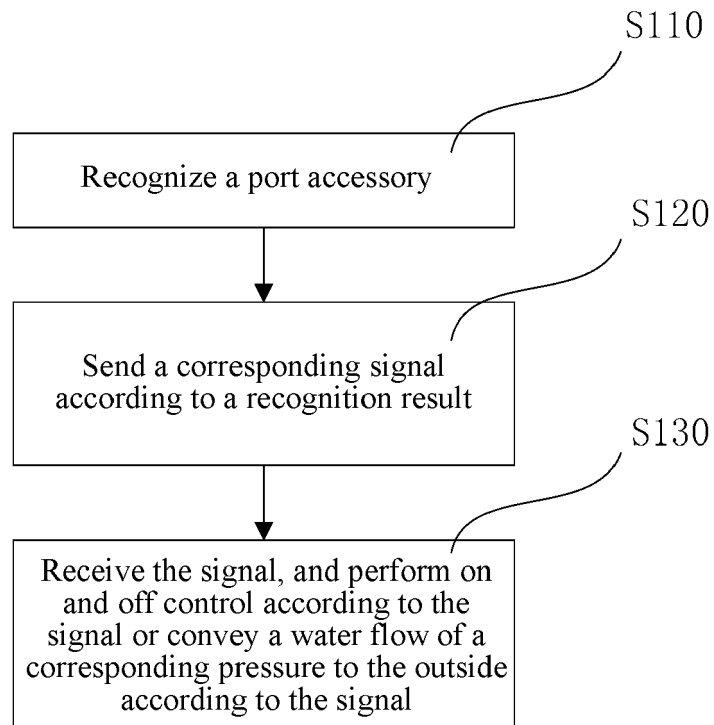 S110
Recognize a port accessory
S120
Send a corresponding signal
according to a recognition result
S130
Receive the signal, and perform on
and off control according to the
signal or convey a water flow of a
corresponding pressure to the outside
according to the signal